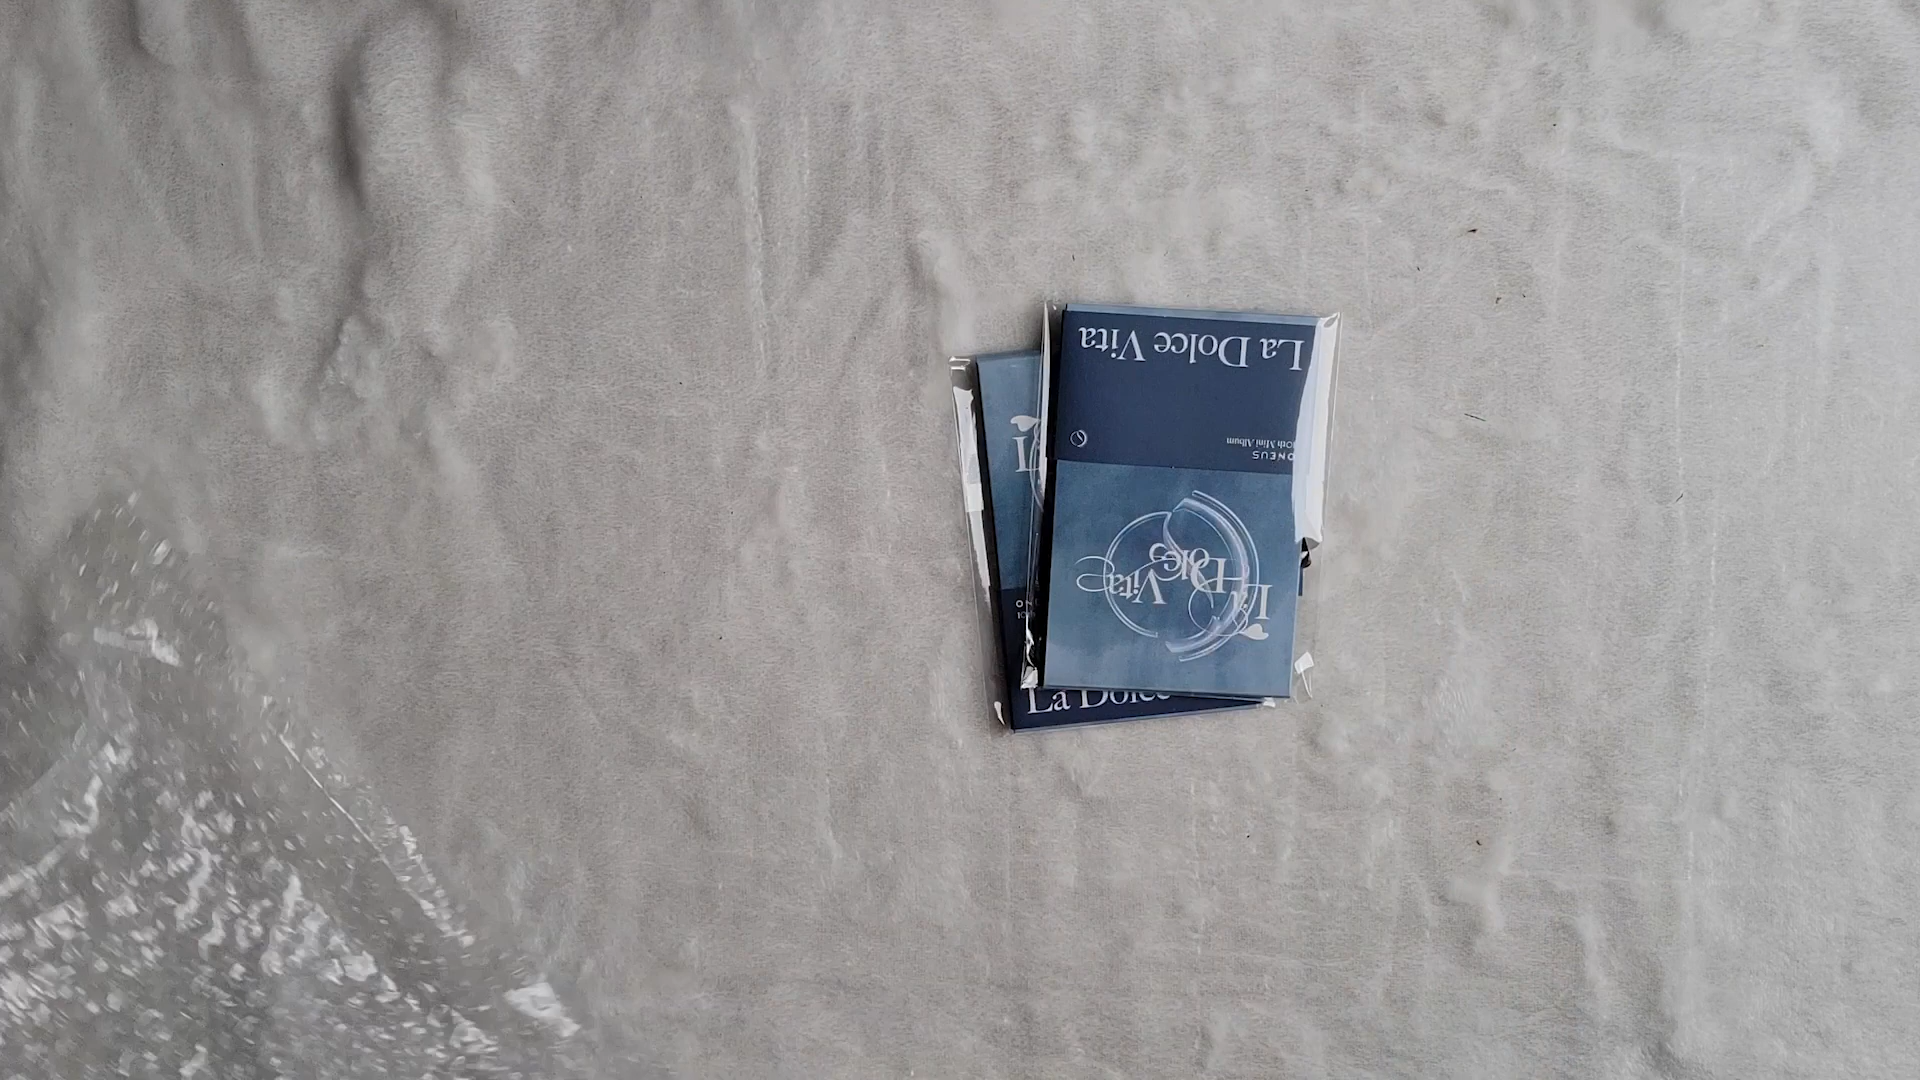 La Dolce Vita
ONEUS
10th Mini Album
La Dolce Vita
La Dolce